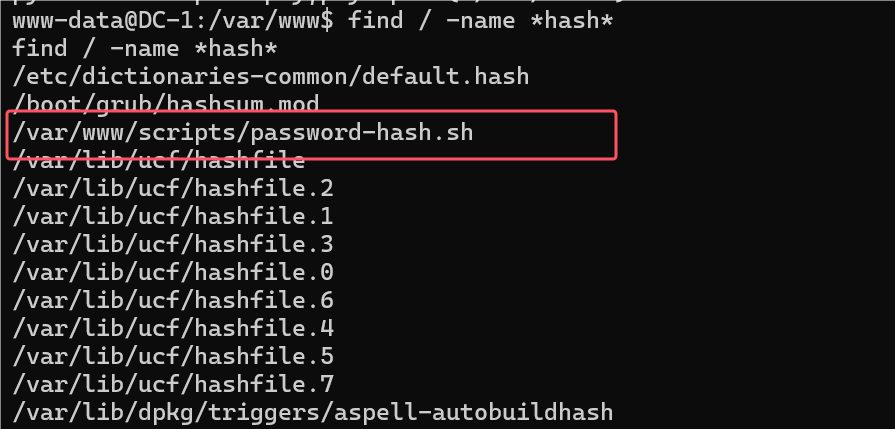 www-data@DC-1:/var/www$ find / -name *hash*
find / -name *hash*
/etc/dictionaries-common/default.hash
/boot/grub/hashsum.mod
/var/www/scripts/password-hash.sh
/var/lib/ucf/hashfile
/var/lib/ucf/hashfile.2
/var/lib/ucf/hashfile.1
/var/lib/ucf/hashfile.3
/var/lib/ucf/hashfile.0
/var/lib/ucf/hashfile.6
/var/lib/ucf/hashfile.4
/var/lib/ucf/hashfile.5
/var/lib/ucf/hashfile.7
/var/lib/dpkg/triggers/aspell-autobuildhash